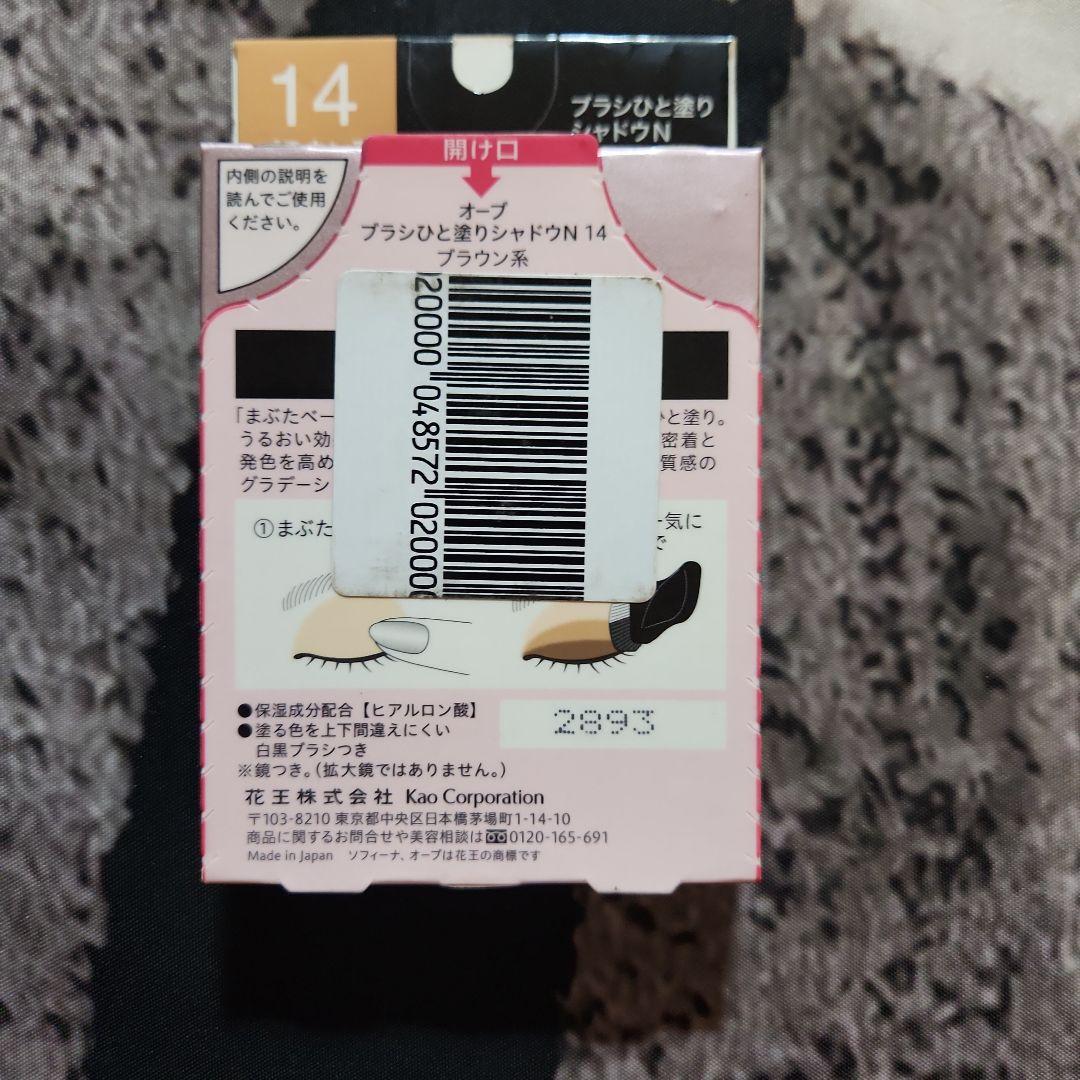 14
ブラシひと塗り
シャドウN
開け口
内側の説明を
読んでご使用
ください。
オーブ
ブラシひと塗りシャドウN 14
ブラウン系
20000"048572"020000
「まぶたベー
ひと塗り。
うるおい効
密着と
発色を高め
質感の
グラデーシ
①まぶた
一気に
で
●保湿成分配合【ヒアルロン酸】
●塗る色を上下間違えにくい
白黒ブラシつき
※鏡つき。(拡大鏡ではありません。)
2893
花王株式会社 Kao Corporation
〒103-8210 東京都中央区日本橋茅場町1-14-10
商品に関するお問合せや美容相談は 0120-165-691
Made in Japan ソフィーナ、オーブは花王の商標です